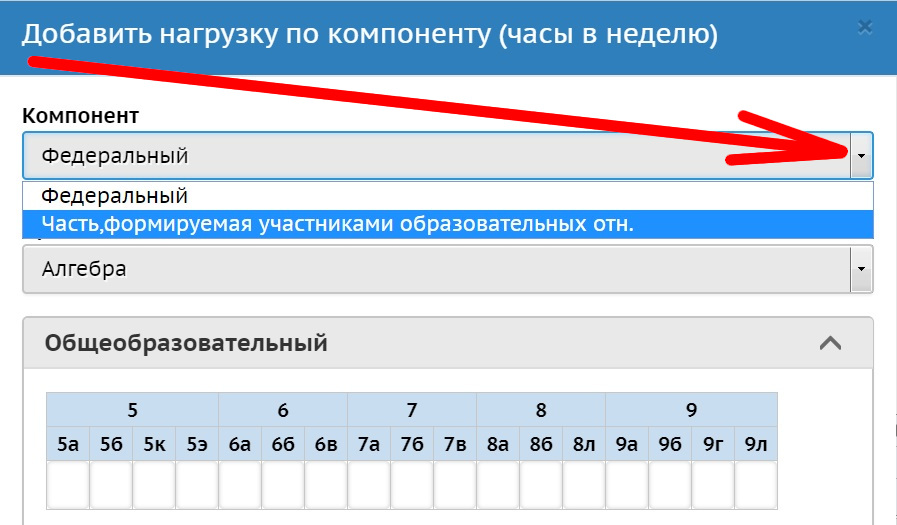 Добавить нагрузку по компоненту (часы в неделю)
Компонент
Федеральный
Федеральный
Часть,формируемая участниками образовательных отн.
Алгебра
Общеобразовательный
5 6 7 8 9
5а 5б 5к 5э 6а 6б 6в 7а 7б 7в 8а 8б 8л 9а 9б 9г 9л